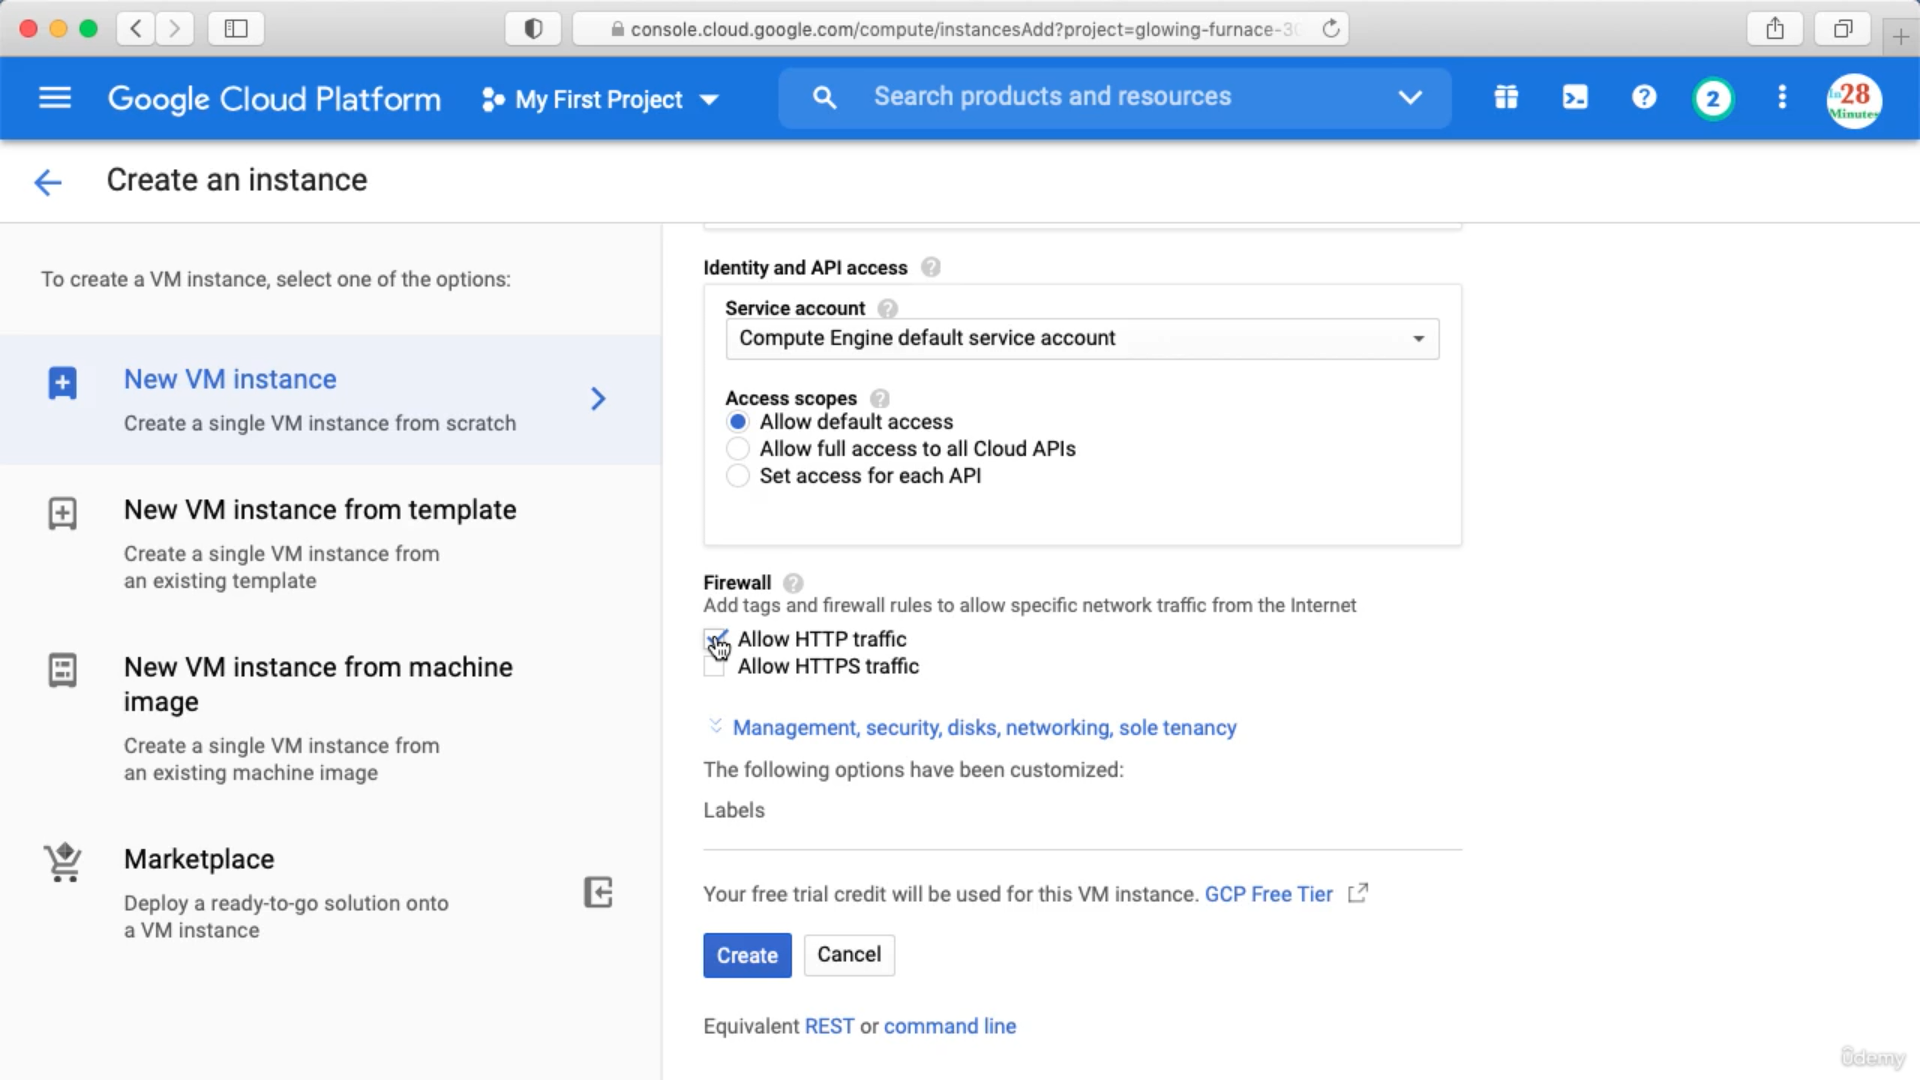 console.cloud.google.com/compute/instancesAdd?project=glowing-furnace-30
Google Cloud Platform
My First Project
Search products and resources
2
in28
Minutes
Create an instance
To create a VM instance, select one of the options:
New VM instance
Create a single VM instance from scratch
New VM instance from template
Create a single VM instance from
an existing template
New VM instance from machine
image
Create a single VM instance from
an existing machine image
Marketplace
Deploy a ready-to-go solution onto
a VM instance
Identity and API access
Service account
Compute Engine default service account
Access scopes
Allow default access
Allow full access to all Cloud APIs
Set access for each API
Firewall
Add tags and firewall rules to allow specific network traffic from the Internet
Allow HTTP traffic
Allow HTTPS traffic
Management, security, disks, networking, sole tenancy
The following options have been customized:
Labels
Your free trial credit will be used for this VM instance. GCP Free Tier
Create
Cancel
Equivalent REST or command line
ûdemy